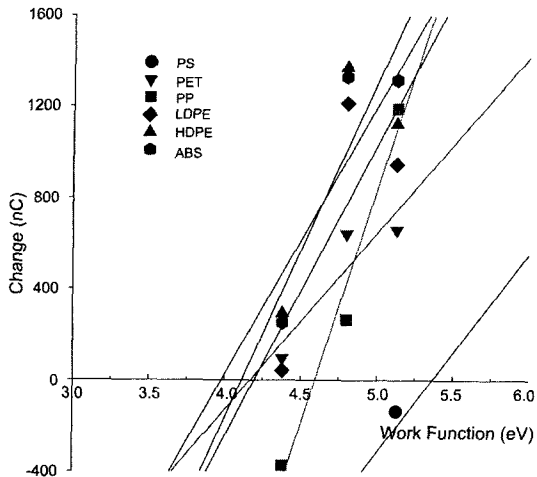 1600
1200
800
400
0
-400
Change (nC)
PS
PET
PP
LDPE
HDPE
ABS
3.0
3.5
4.0
4.5
5.0
5.5
6.0
Work Function (eV)